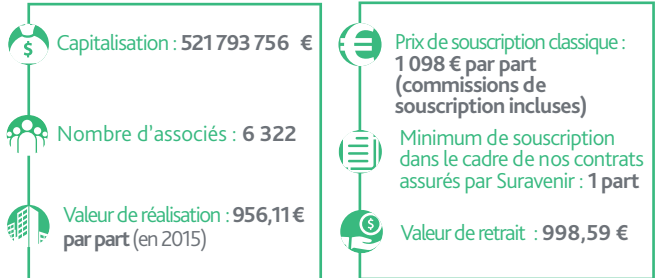 Capitalisation : 521 793 756 €
Nombre d'associés : 6 322
Valeur de réalisation : 956,11 €
par part (en 2015)
Prix de souscription classique :
1 098 € par part
(commissions de
souscription incluses)
Minimum de souscription
dans le cadre de nos contrats
assurés par Suravenir : 1 part
Valeur de retrait : 998,59 €